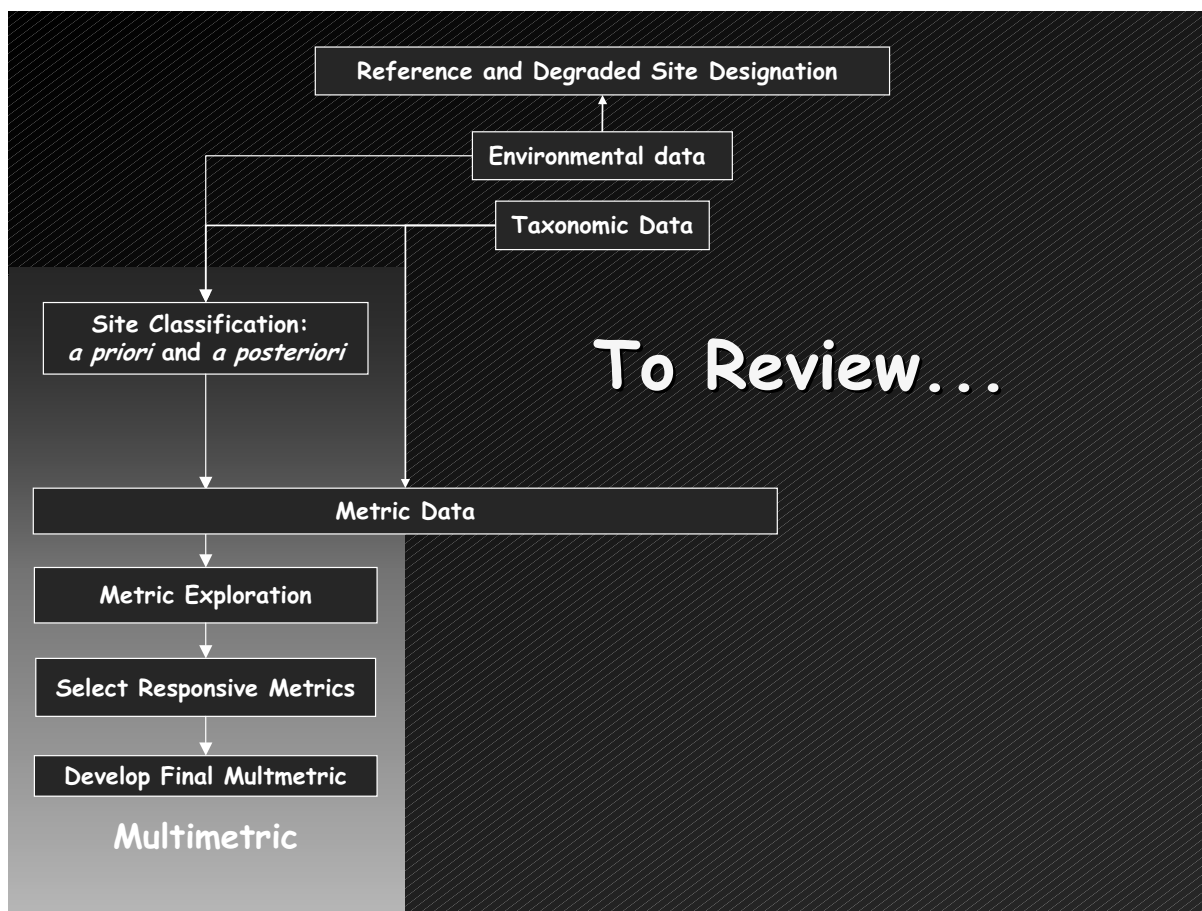 Reference and Degraded Site Designation
Environmental data
Taxonomic Data
Site Classification:
a priori and a posteriori
To Review...
Metric Data
Metric Exploration
Select Responsive Metrics
Develop Final Multmetric
Multimetric